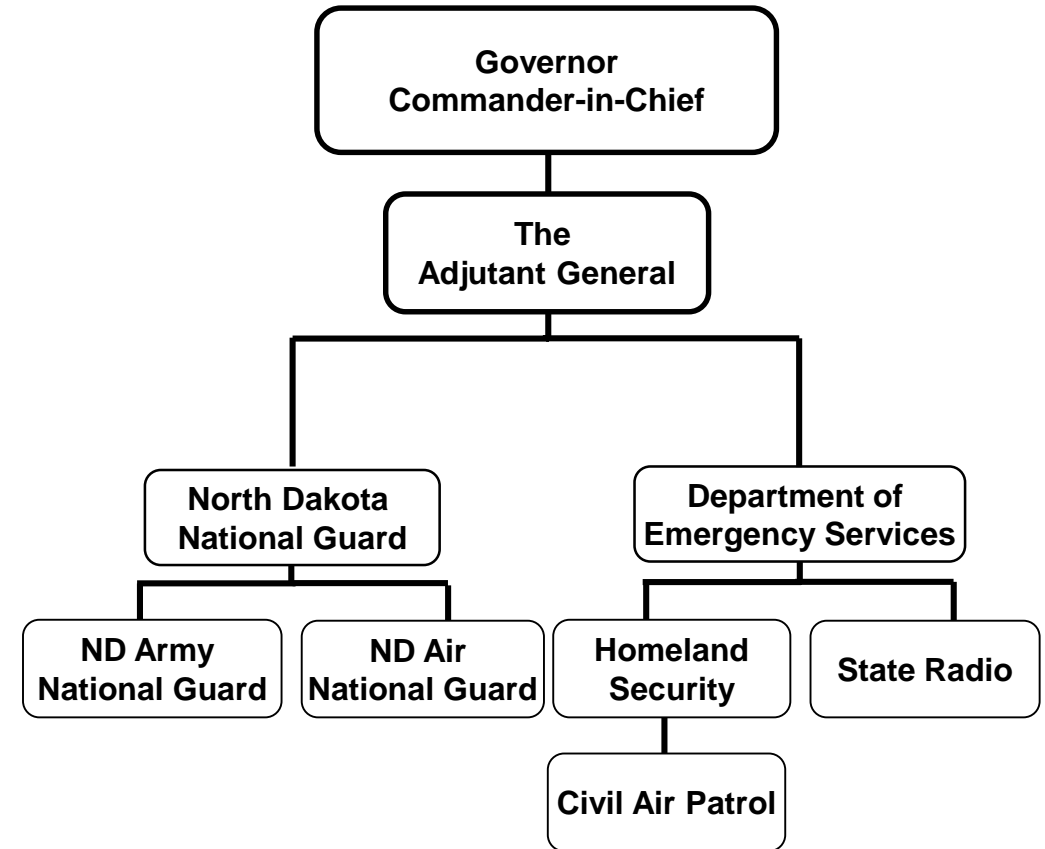 Governor
Commander-in-Chief
The
Adjutant General
North Dakota
National Guard
Department of
Emergency Services
ND Army
National Guard
ND Air
National Guard
Homeland
Security
State Radio
Civil Air Patrol